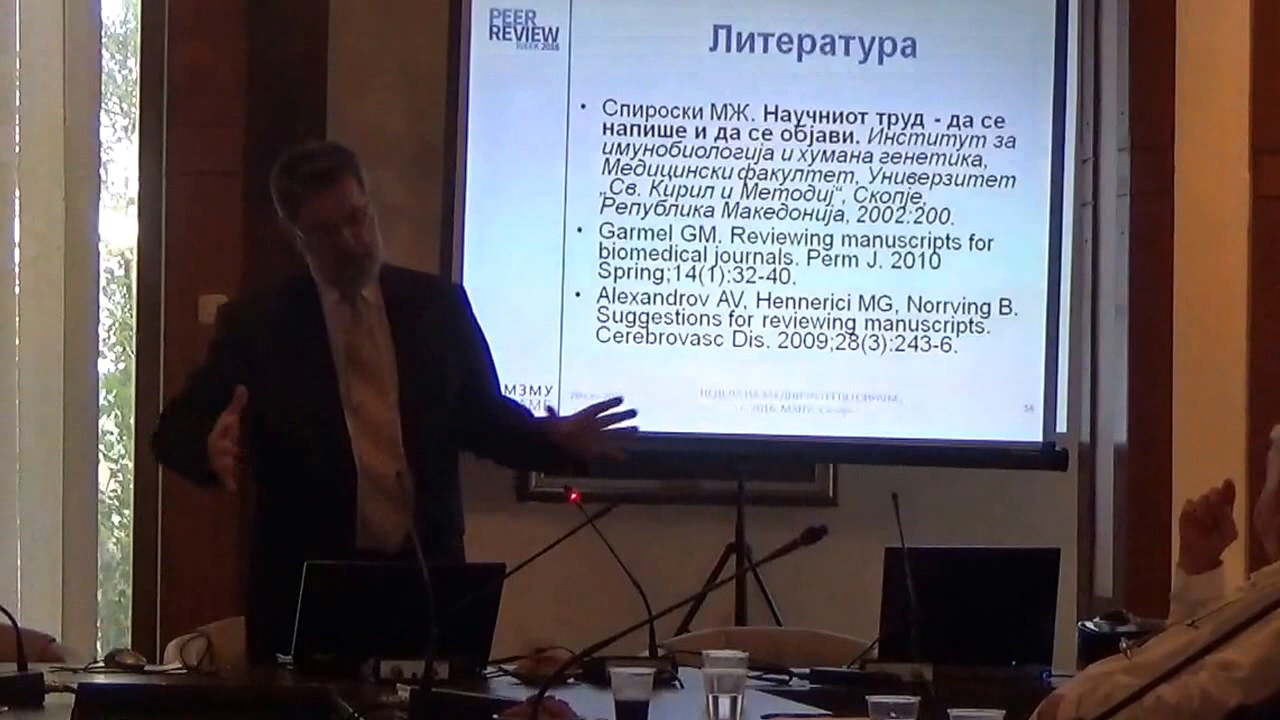 PEER
REVIEW
WEEK 2016
Литература
• Спироски МЖ. Научниот труд - да се
напише и да се објави. Институт за
имунобиологија и хумана генетика,
Медицински факултет, Универзитет
„Св. Кирил и Методиј“, Скопје,
Република Македонија, 2002:200.
• Garmel GM. Reviewing manuscripts for
biomedical journals. Perm J. 2010
Spring;14(1):32-40.
• Alexandrov AV, Hennerici MG, Norrving B.
Suggestions for reviewing manuscripts.
Cerebrovasc Dis. 2009;28(3):243-6.
МЗМУ